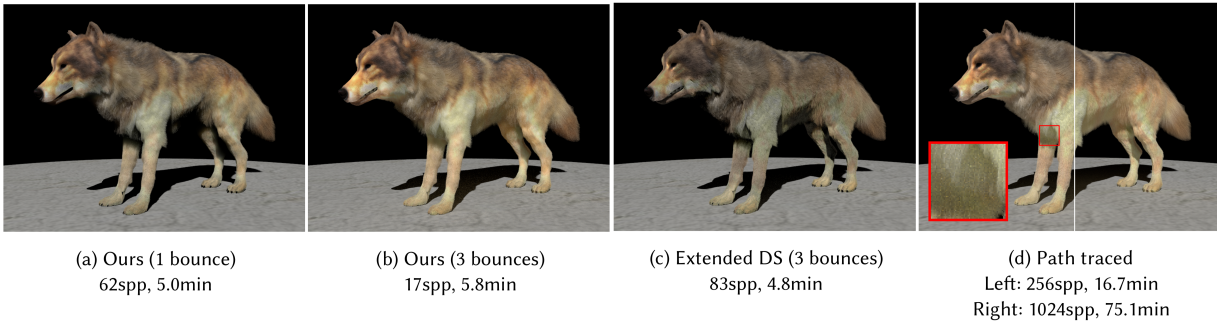 (a) Ours (1 bounce)
62spp, 5.0min
(b) Ours (3 bounces)
17spp, 5.8min
(c) Extended DS (3 bounces)
83spp, 4.8min
(d) Path traced
Left: 256spp, 16.7min
Right: 1024spp, 75.1min